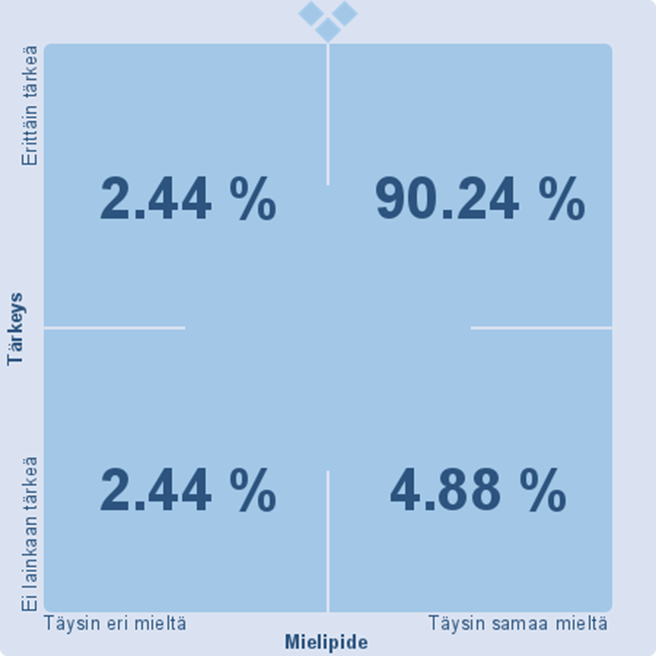 Erittäin tärkeä
2.44 %
90.24 %
Tärkeys
2.44 %
4.88 %
Ei lainkaan tärkeä
Täysin eri mieltä
Täysin samaa mieltä
Mielipide